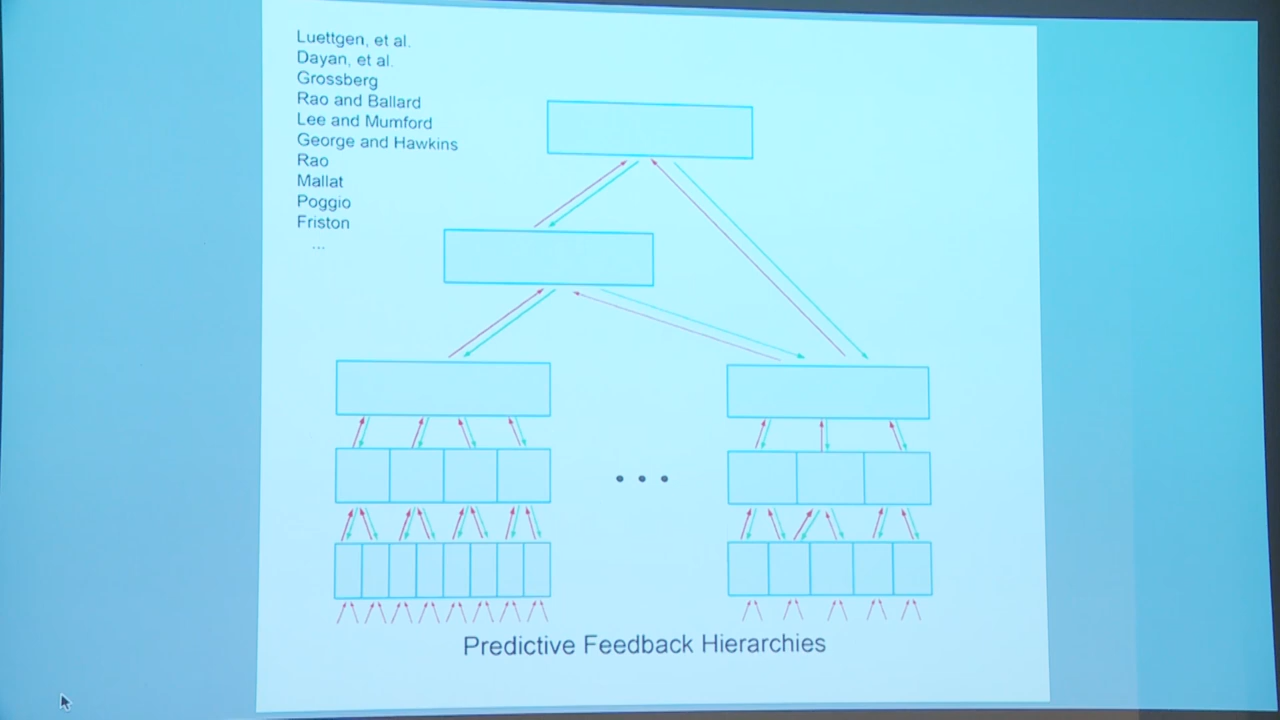 Luettgen, et al.
Dayan, et al.
Grossberg
Rao and Ballard
Lee and Mumford
George and Hawkins
Rao
Mallat
Poggio
Friston
...
Predictive Feedback Hierarchies